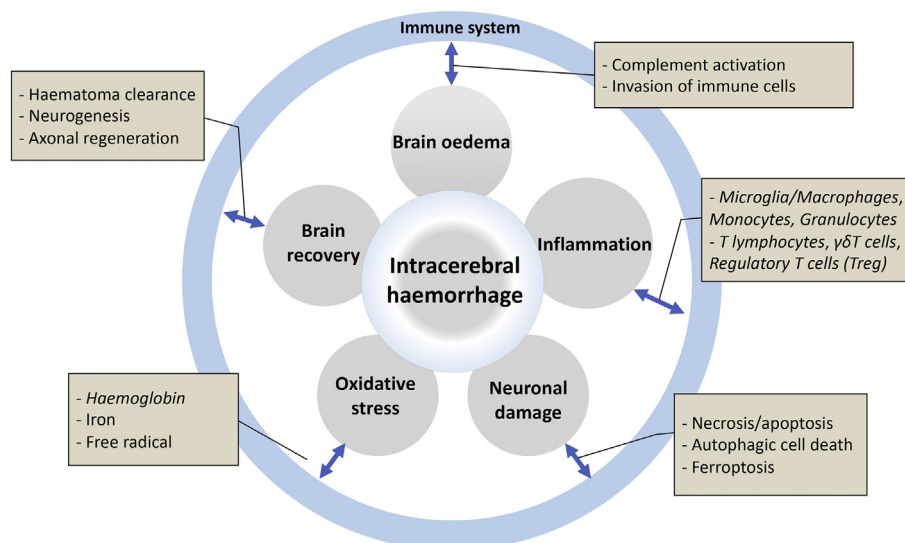 Immune system
- Complement activation
- Invasion of immune cells
- Haematoma clearance
- Neurogenesis
- Axonal regeneration
Brain oedema
- Microglia/Macrophages,
Monocytes, Granulocytes
- T lymphocytes, γδT cells,
Regulatory T cells (Treg)
Brain
recovery
Inflammation
Intracerebral
haemorrhage
Oxidative
stress
Neuronal
damage
- Haemoglobin
- Iron
- Free radical
- Necrosis/apoptosis
- Autophagic cell death
- Ferroptosis